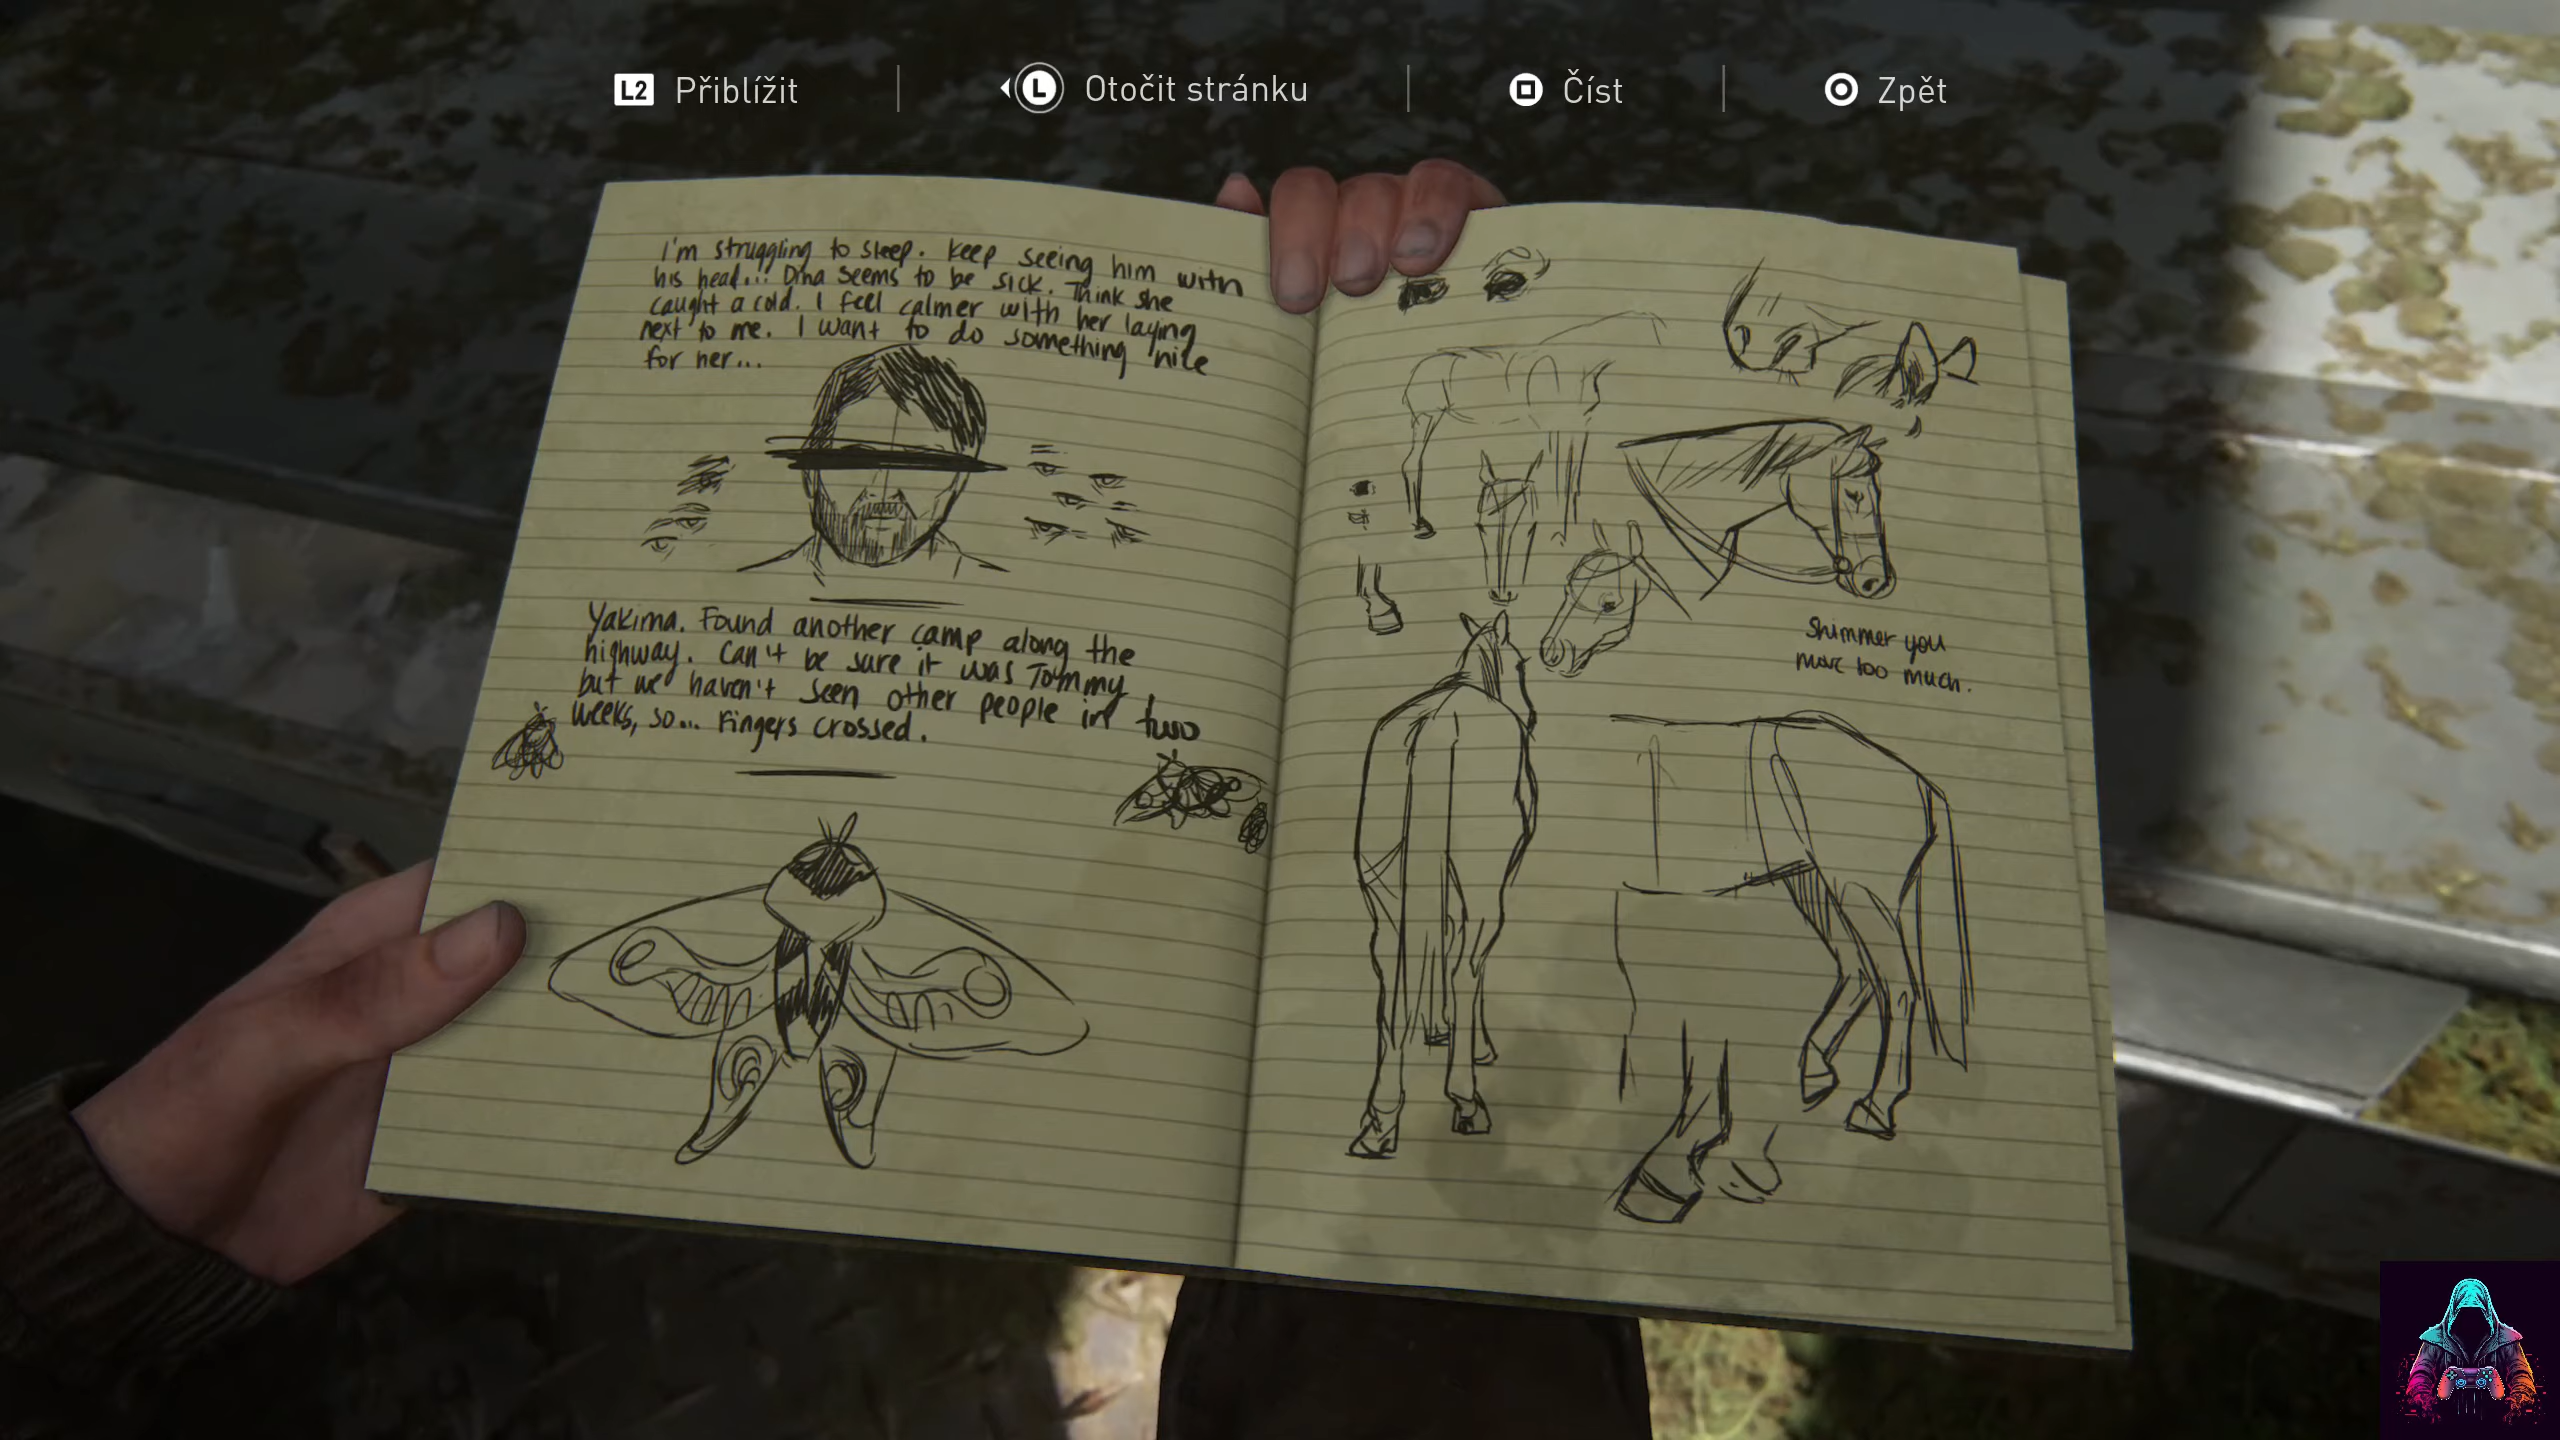 L2 Přiblížit
L Otočit stránku
Číst
Zpět
I'm struggling to sleep. Keep seeing him with
his head... Dina seems to be sick. Think she
caught a cold. I feel calmer with her laying
next to me. I want to do something nice
for her...
Yakima. Found another camp along the
highway. Can't be sure it was Tommy
but we haven't seen other people in two
weeks, so... Fingers crossed.
Shimmer you
move too much.